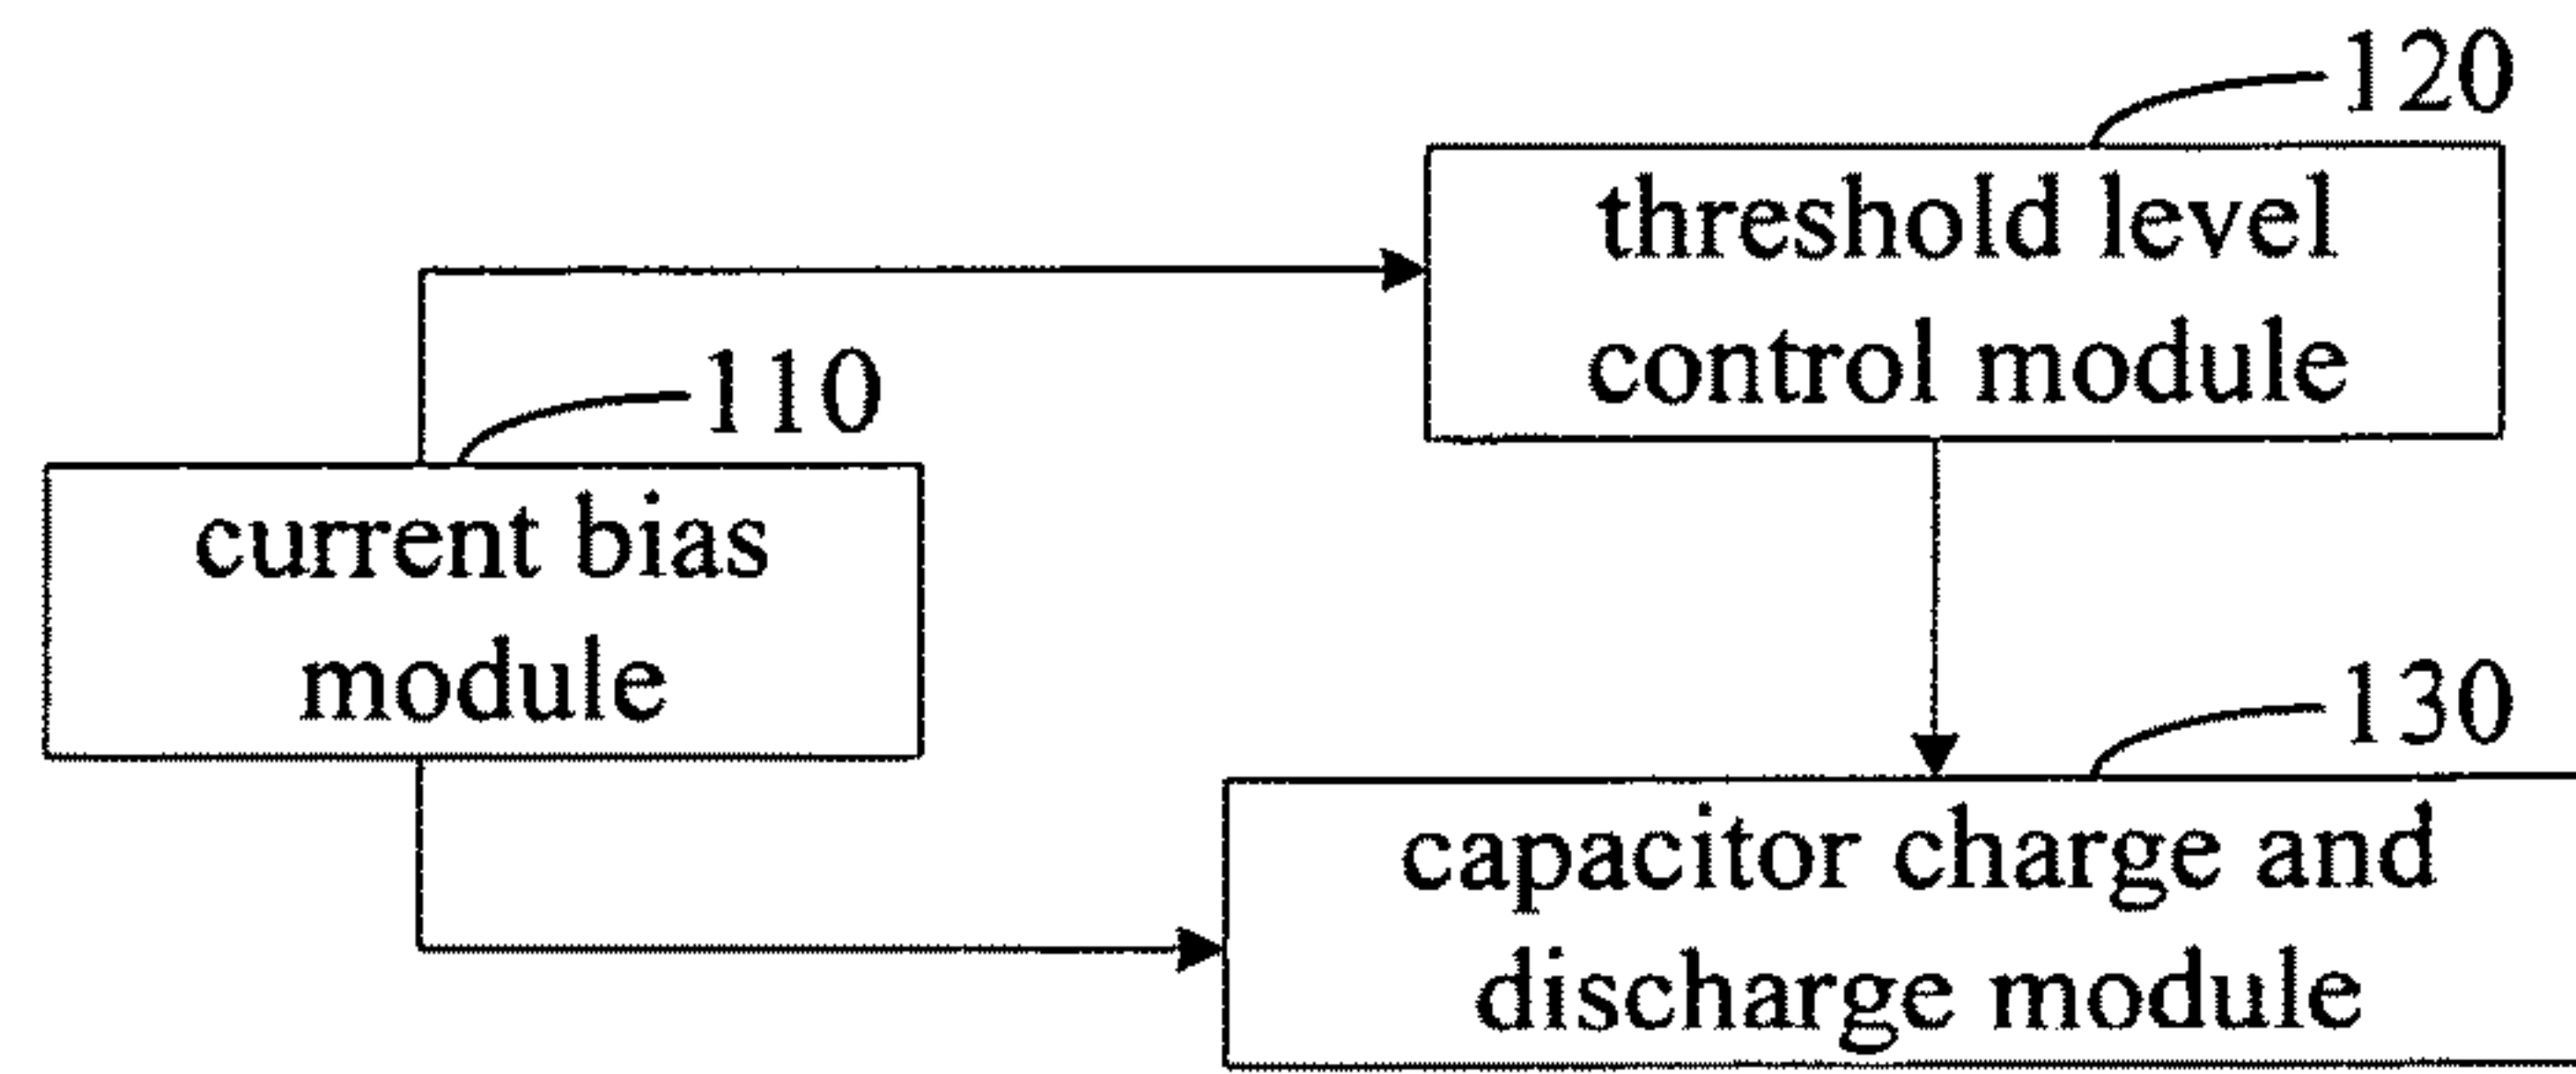 120
threshold level
control module
110
current bias
module
130
capacitor charge and
discharge module